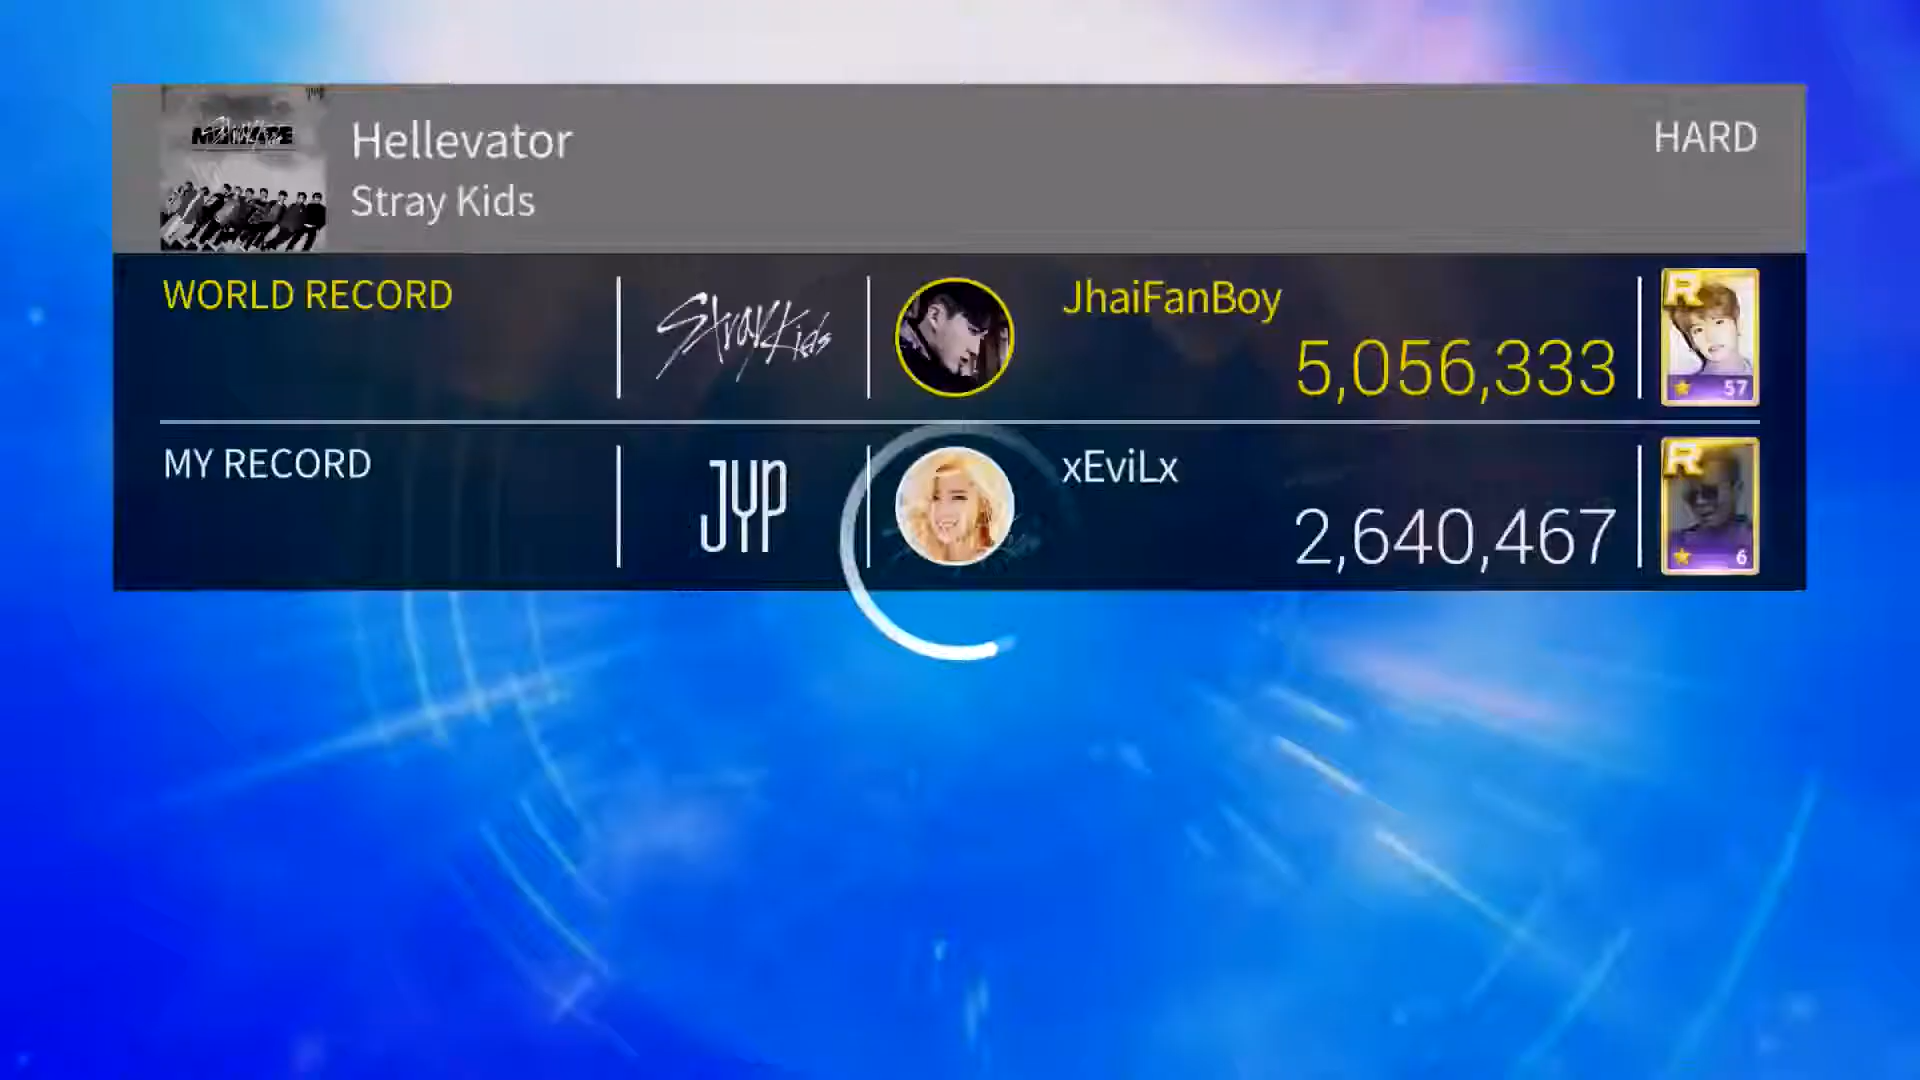 Hellevator
Stray Kids
HARD
WORLD RECORD
Stray Kids
JhaiFanBoy
5,056,333
R
57
MY RECORD
JYP
xEviLx
2,640,467
R
6